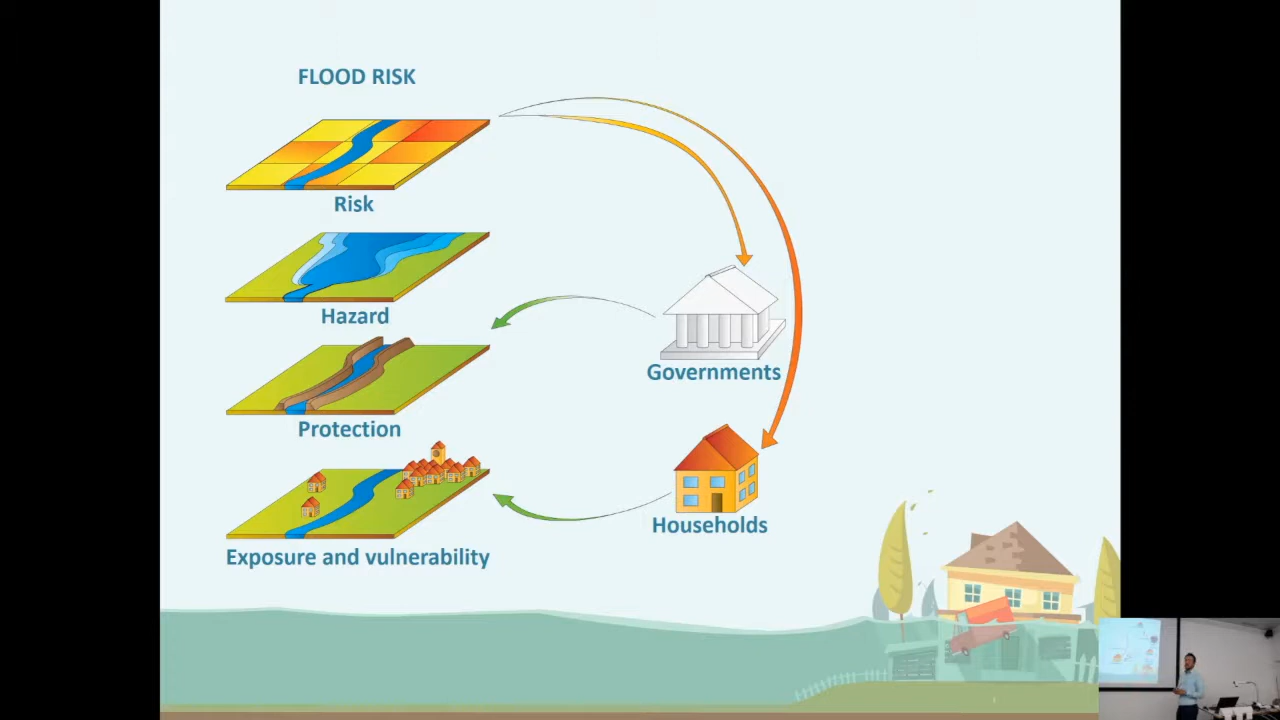 FLOOD RISK
Risk
Hazard
Governments
Protection
Households
Exposure and vulnerability